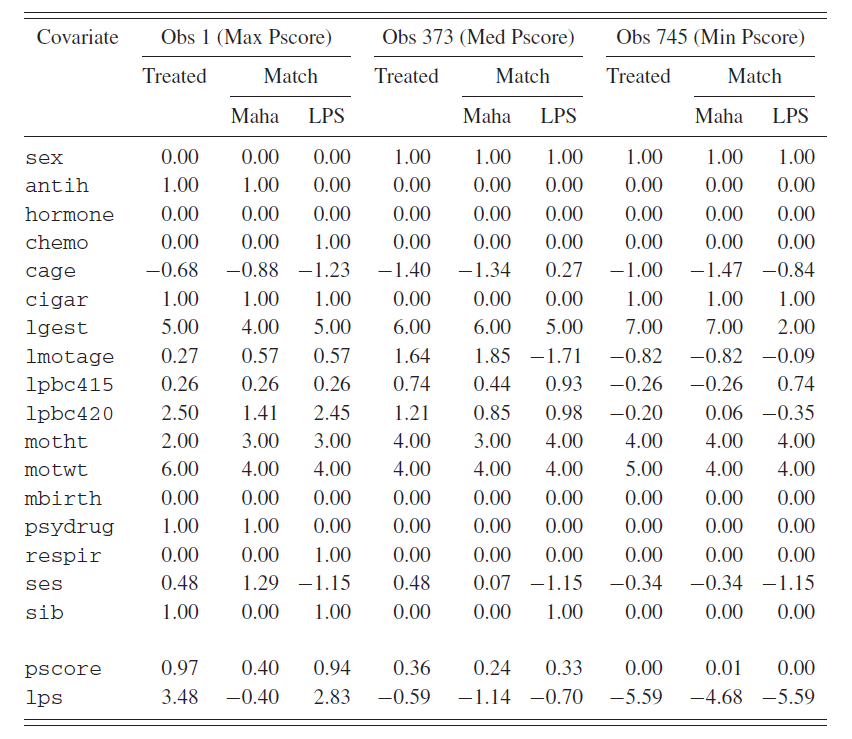 Covariate Obs 1 (Max Pscore) Obs 373 (Med Pscore) Obs 745 (Min Pscore)
Treated Match Treated Match Treated Match
Maha LPS Maha LPS Maha LPS
sex 0.00 0.00 0.00 1.00 1.00 1.00 1.00 1.00 1.00
antih 1.00 1.00 0.00 0.00 0.00 0.00 0.00 0.00 0.00
hormone 0.00 0.00 0.00 0.00 0.00 0.00 0.00 0.00 0.00
chemo 0.00 0.00 1.00 0.00 0.00 0.00 0.00 0.00 0.00
cage −0.68 −0.88 −1.23 −1.40 −1.34 0.27 −1.00 −1.47 −0.84
cigar 1.00 1.00 1.00 0.00 0.00 0.00 1.00 1.00 1.00
lgest 5.00 4.00 5.00 6.00 6.00 5.00 7.00 7.00 2.00
lmotage 0.27 0.57 0.57 1.64 1.85 −1.71 −0.82 −0.82 −0.09
lpbc415 0.26 0.26 0.26 0.74 0.44 0.93 −0.26 −0.26 0.74
lpbc420 2.50 1.41 2.45 1.21 0.85 0.98 −0.20 0.06 −0.35
motht 2.00 3.00 3.00 4.00 3.00 4.00 4.00 4.00 4.00
motwt 6.00 4.00 4.00 4.00 4.00 4.00 5.00 4.00 4.00
mbirth 0.00 0.00 0.00 0.00 0.00 0.00 0.00 0.00 0.00
psydrug 1.00 1.00 0.00 0.00 0.00 0.00 0.00 0.00 0.00
respir 0.00 0.00 1.00 0.00 0.00 0.00 0.00 0.00 0.00
ses 0.48 1.29 −1.15 0.48 0.07 −1.15 −0.34 −0.34 −1.15
sib 1.00 0.00 1.00 0.00 0.00 1.00 0.00 0.00 0.00
pscore 0.97 0.40 0.94 0.36 0.24 0.33 0.00 0.01 0.00
lps 3.48 −0.40 2.83 −0.59 −1.14 −0.70 −5.59 −4.68 −5.59